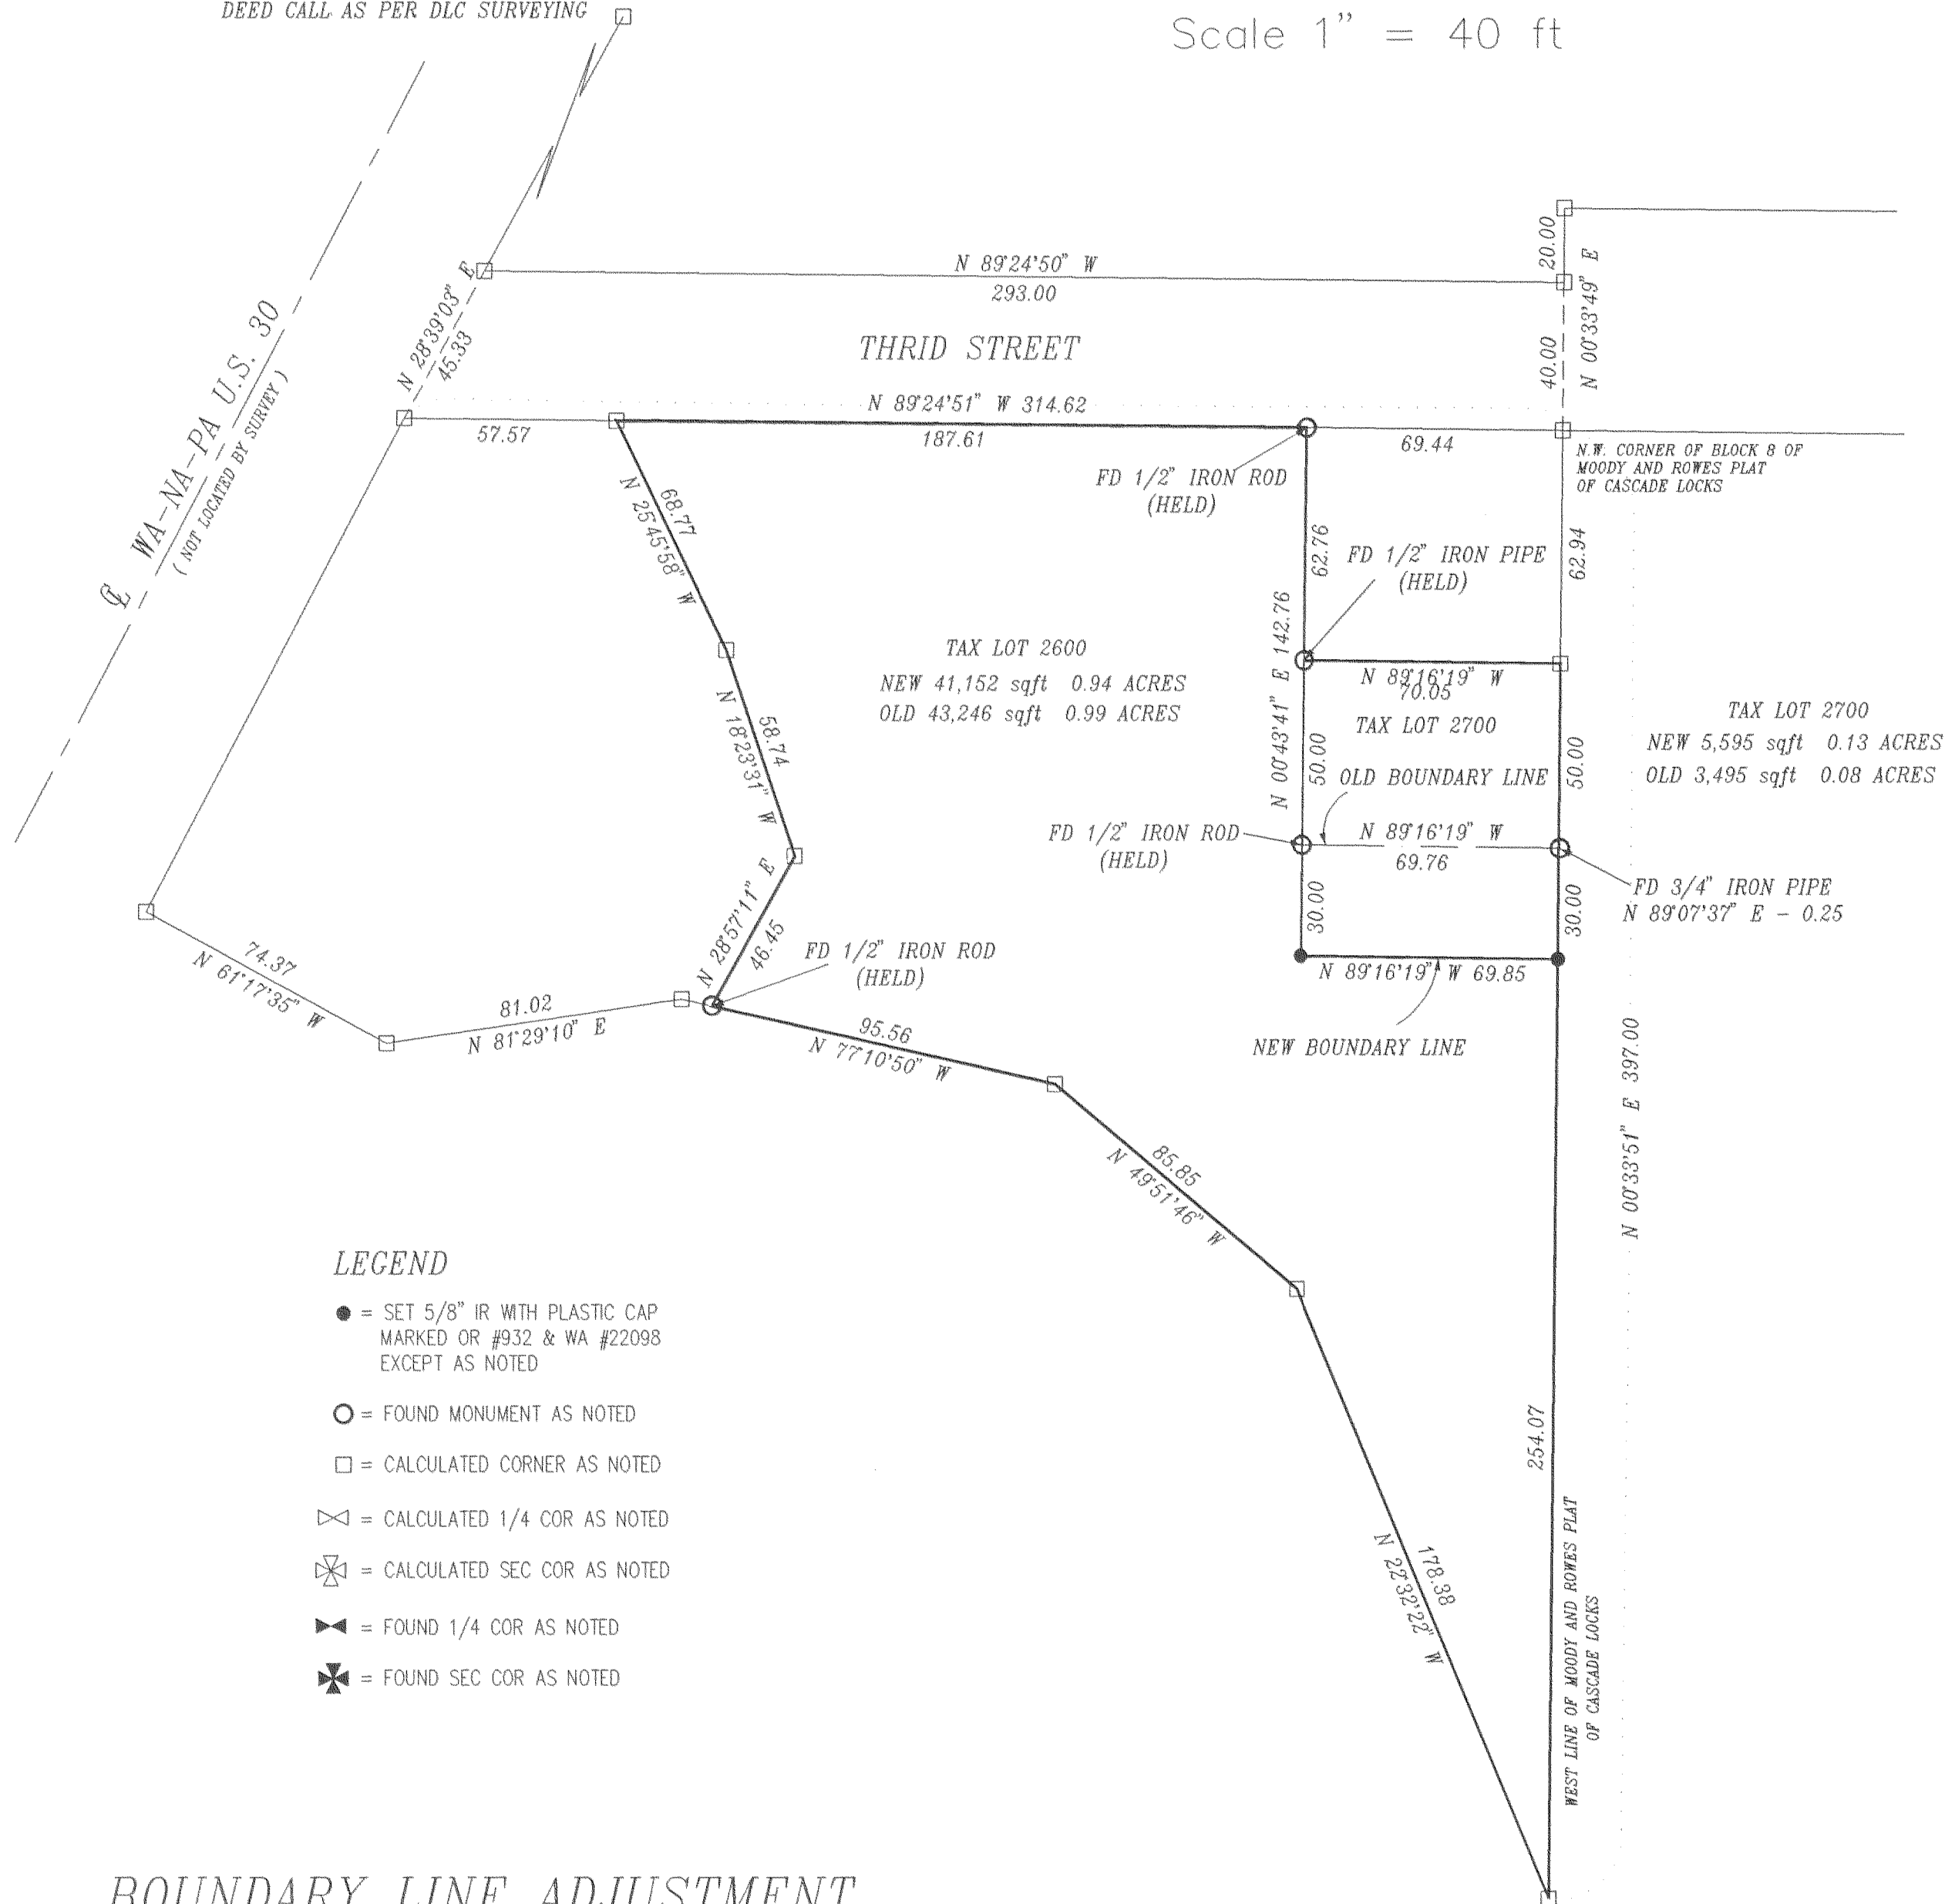 DEED CALL AS PER DLC SURVEYING
Scale 1" = 40 ft
20.00
N 00°33'49" E
40.00
N 89°24'50" W
293.00
N 28°39'03" E
45.33
℄ WA-NA-PA U.S. 30
( NOT LOCATED BY SURVEY )
THRID STREET
N 89°24'51" W 314.62
57.57
187.61
69.44
N.W. CORNER OF BLOCK 8 OF
MOODY AND ROWES PLAT
OF CASCADE LOCKS
FD 1/2" IRON ROD
(HELD)
68.77
N 25°45'58" W
62.76
FD 1/2" IRON PIPE
(HELD)
62.94
N 00°43'41" E 142.76
TAX LOT 2600
NEW 41,152 sqft 0.94 ACRES
OLD 43,246 sqft 0.99 ACRES
N 89°16'19" W
70.05
TAX LOT 2700
58.74
N 18°23'31" W
50.00
50.00
TAX LOT 2700
NEW 5,595 sqft 0.13 ACRES
OLD 3,495 sqft 0.08 ACRES
OLD BOUNDARY LINE
FD 1/2" IRON ROD
(HELD)
N 89°16'19" W
69.76
FD 3/4" IRON PIPE
N 89°07'37" E - 0.25
30.00
30.00
N 28°57'11" E
46.45
FD 1/2" IRON ROD
(HELD)
N 89°16'19" W 69.85
NEW BOUNDARY LINE
74.37
N 61°17'35" W
81.02
N 81°29'10" E
95.56
N 77°10'50" W
85.85
N 49°51'46" W
N 00°33'51" E 397.00
254.07
178.38
N 22°32'22" W
WEST LINE OF MOODY AND ROWES PLAT
OF CASCADE LOCKS
LEGEND
= SET 5/8" IR WITH PLASTIC CAP
MARKED OR #932 & WA #22098
EXCEPT AS NOTED
= FOUND MONUMENT AS NOTED
= CALCULATED CORNER AS NOTED
= CALCULATED 1/4 COR AS NOTED
= CALCULATED SEC COR AS NOTED
= FOUND 1/4 COR AS NOTED
= FOUND SEC COR AS NOTED
BOUNDARY LINE ADJUSTMENT